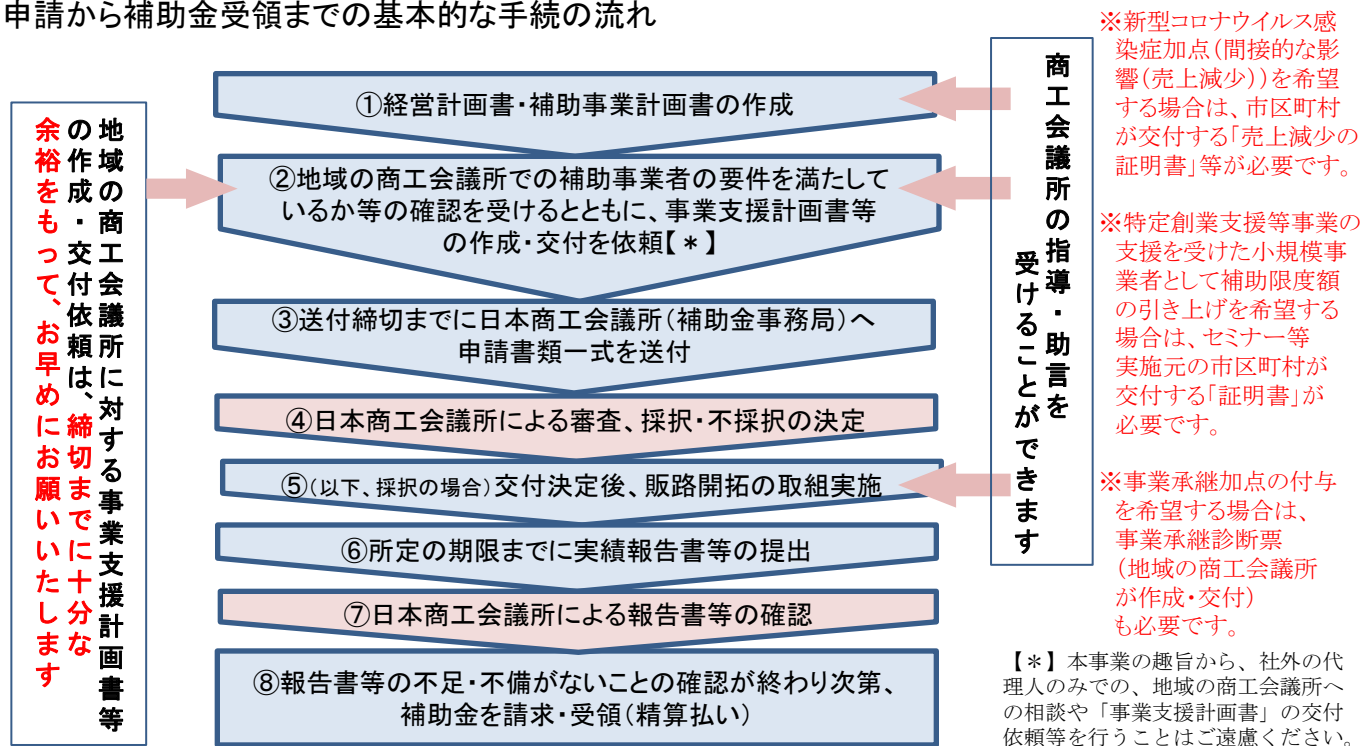 申請から補助金受領までの基本的な手続の流れ
地域の商工会議所に対する事業支援計画書等
の作成・交付依頼は、締切までに十分な
余裕をもって、お早めにお願いいたします
①経営計画書・補助事業計画書の作成
②地域の商工会議所での補助事業者の要件を満たして
いるか等の確認を受けるとともに、事業支援計画書等
の作成・交付を依頼【＊】
③送付締切までに日本商工会議所（補助金事務局）へ
申請書類一式を送付
④日本商工会議所による審査、採択・不採択の決定
⑤（以下、採択の場合）交付決定後、販路開拓の取組実施
⑥所定の期限までに実績報告書等の提出
⑦日本商工会議所による報告書等の確認
⑧報告書等の不足・不備がないことの確認が終わり次第、
補助金を請求・受領（精算払い）
商工会議所の指導・助言を
受けることができます
※新型コロナウイルス感
染症加点（間接的な影
響（売上減少））を希望
する場合は、市区町村
が交付する「売上減少の
証明書」等が必要です。
※特定創業支援等事業の
支援を受けた小規模事
業者として補助限度額
の引き上げを希望する
場合は、セミナー等
実施元の市区町村が
交付する「証明書」が
必要です。
※事業承継加点の付与
を希望する場合は、
事業承継診断票
（地域の商工会議所
が作成・交付）
も必要です。
【＊】本事業の趣旨から、社外の代
理人のみでの、地域の商工会議所へ
の相談や「事業支援計画書」の交付
依頼等を行うことはご遠慮ください。